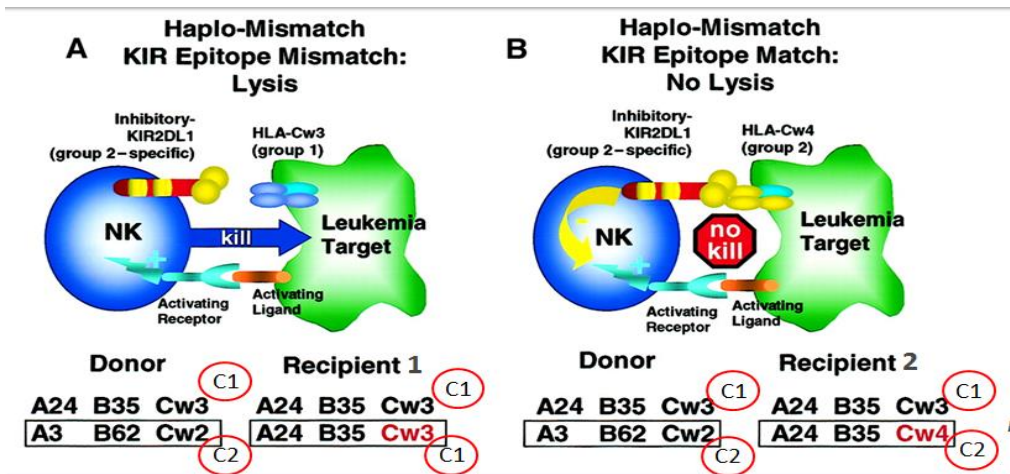 A
Haplo-Mismatch
KIR Epitope Mismatch:
Lysis
Inhibitory-
KIR2DL1
(group 2–specific)
HLA-Cw3
(group 1)
NK
kill
Leukemia
Target
+
Activating
Receptor
Activating
Ligand
Donor
C1
A24 B35 Cw3
A3 B62 Cw2
C2
Recipient 1
C1
A24 B35 Cw3
A24 B35 Cw3
C1
B
Haplo-Mismatch
KIR Epitope Match:
No Lysis
Inhibitory-
KIR2DL1
(group 2–specific)
HLA-Cw4
(group 2)
-
NK
no
kill
Leukemia
Target
+
Activating
Receptor
Activating
Ligand
Donor
C1
A24 B35 Cw3
A3 B62 Cw2
C2
Recipient 2
C1
A24 B35 Cw3
A24 B35 Cw4
C2